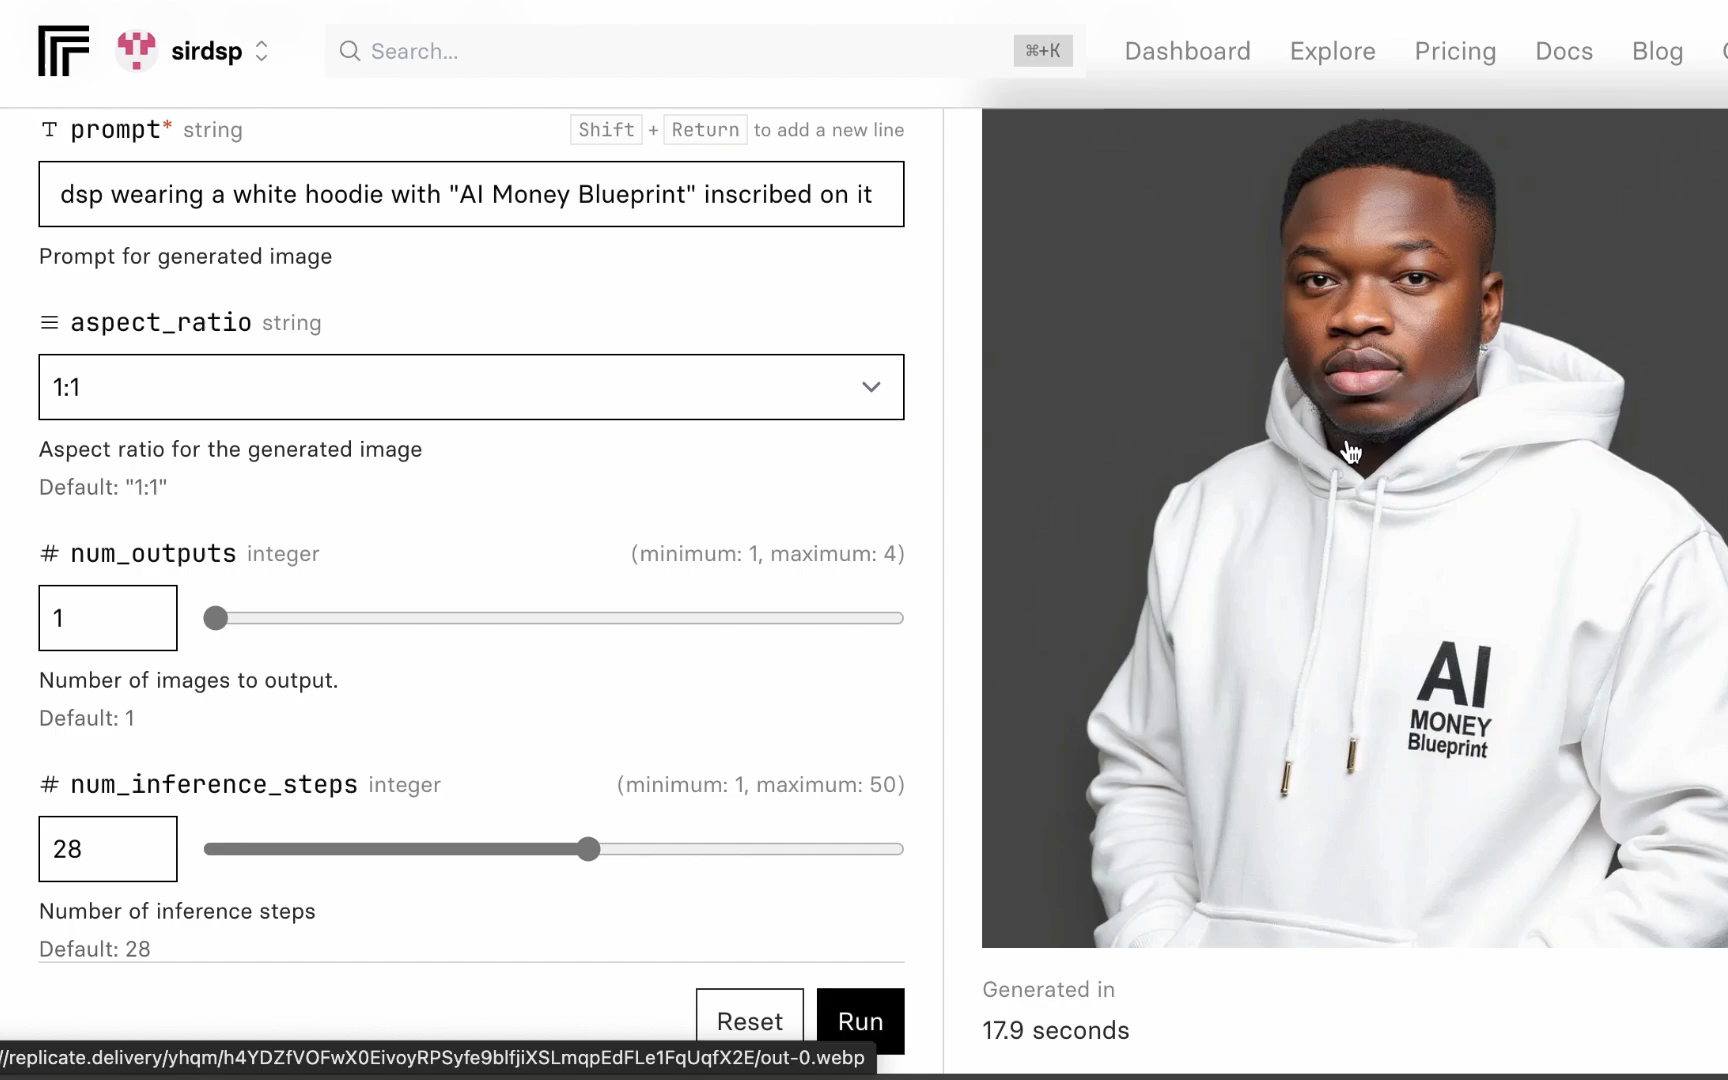 sirdsp
Search...
⌘+K
Dashboard
Explore
Pricing
Docs
Blog
prompt* string
Shift + Return to add a new line
dsp wearing a white hoodie with "AI Money Blueprint" inscribed on it
Prompt for generated image
aspect_ratio string
1:1
Aspect ratio for the generated image
Default: "1:1"
# num_outputs integer
(minimum: 1, maximum: 4)
1
Number of images to output.
Default: 1
# num_inference_steps integer
(minimum: 1, maximum: 50)
28
Number of inference steps
Default: 28
Reset
Run
//replicate.delivery/yhqm/h4YDZfVOFwX0EivoyRPSyfe9blfjiXSLmqpEdFLe1FqUqfX2E/out-0.webp
AI
MONEY
Blueprint
Generated in
17.9 seconds